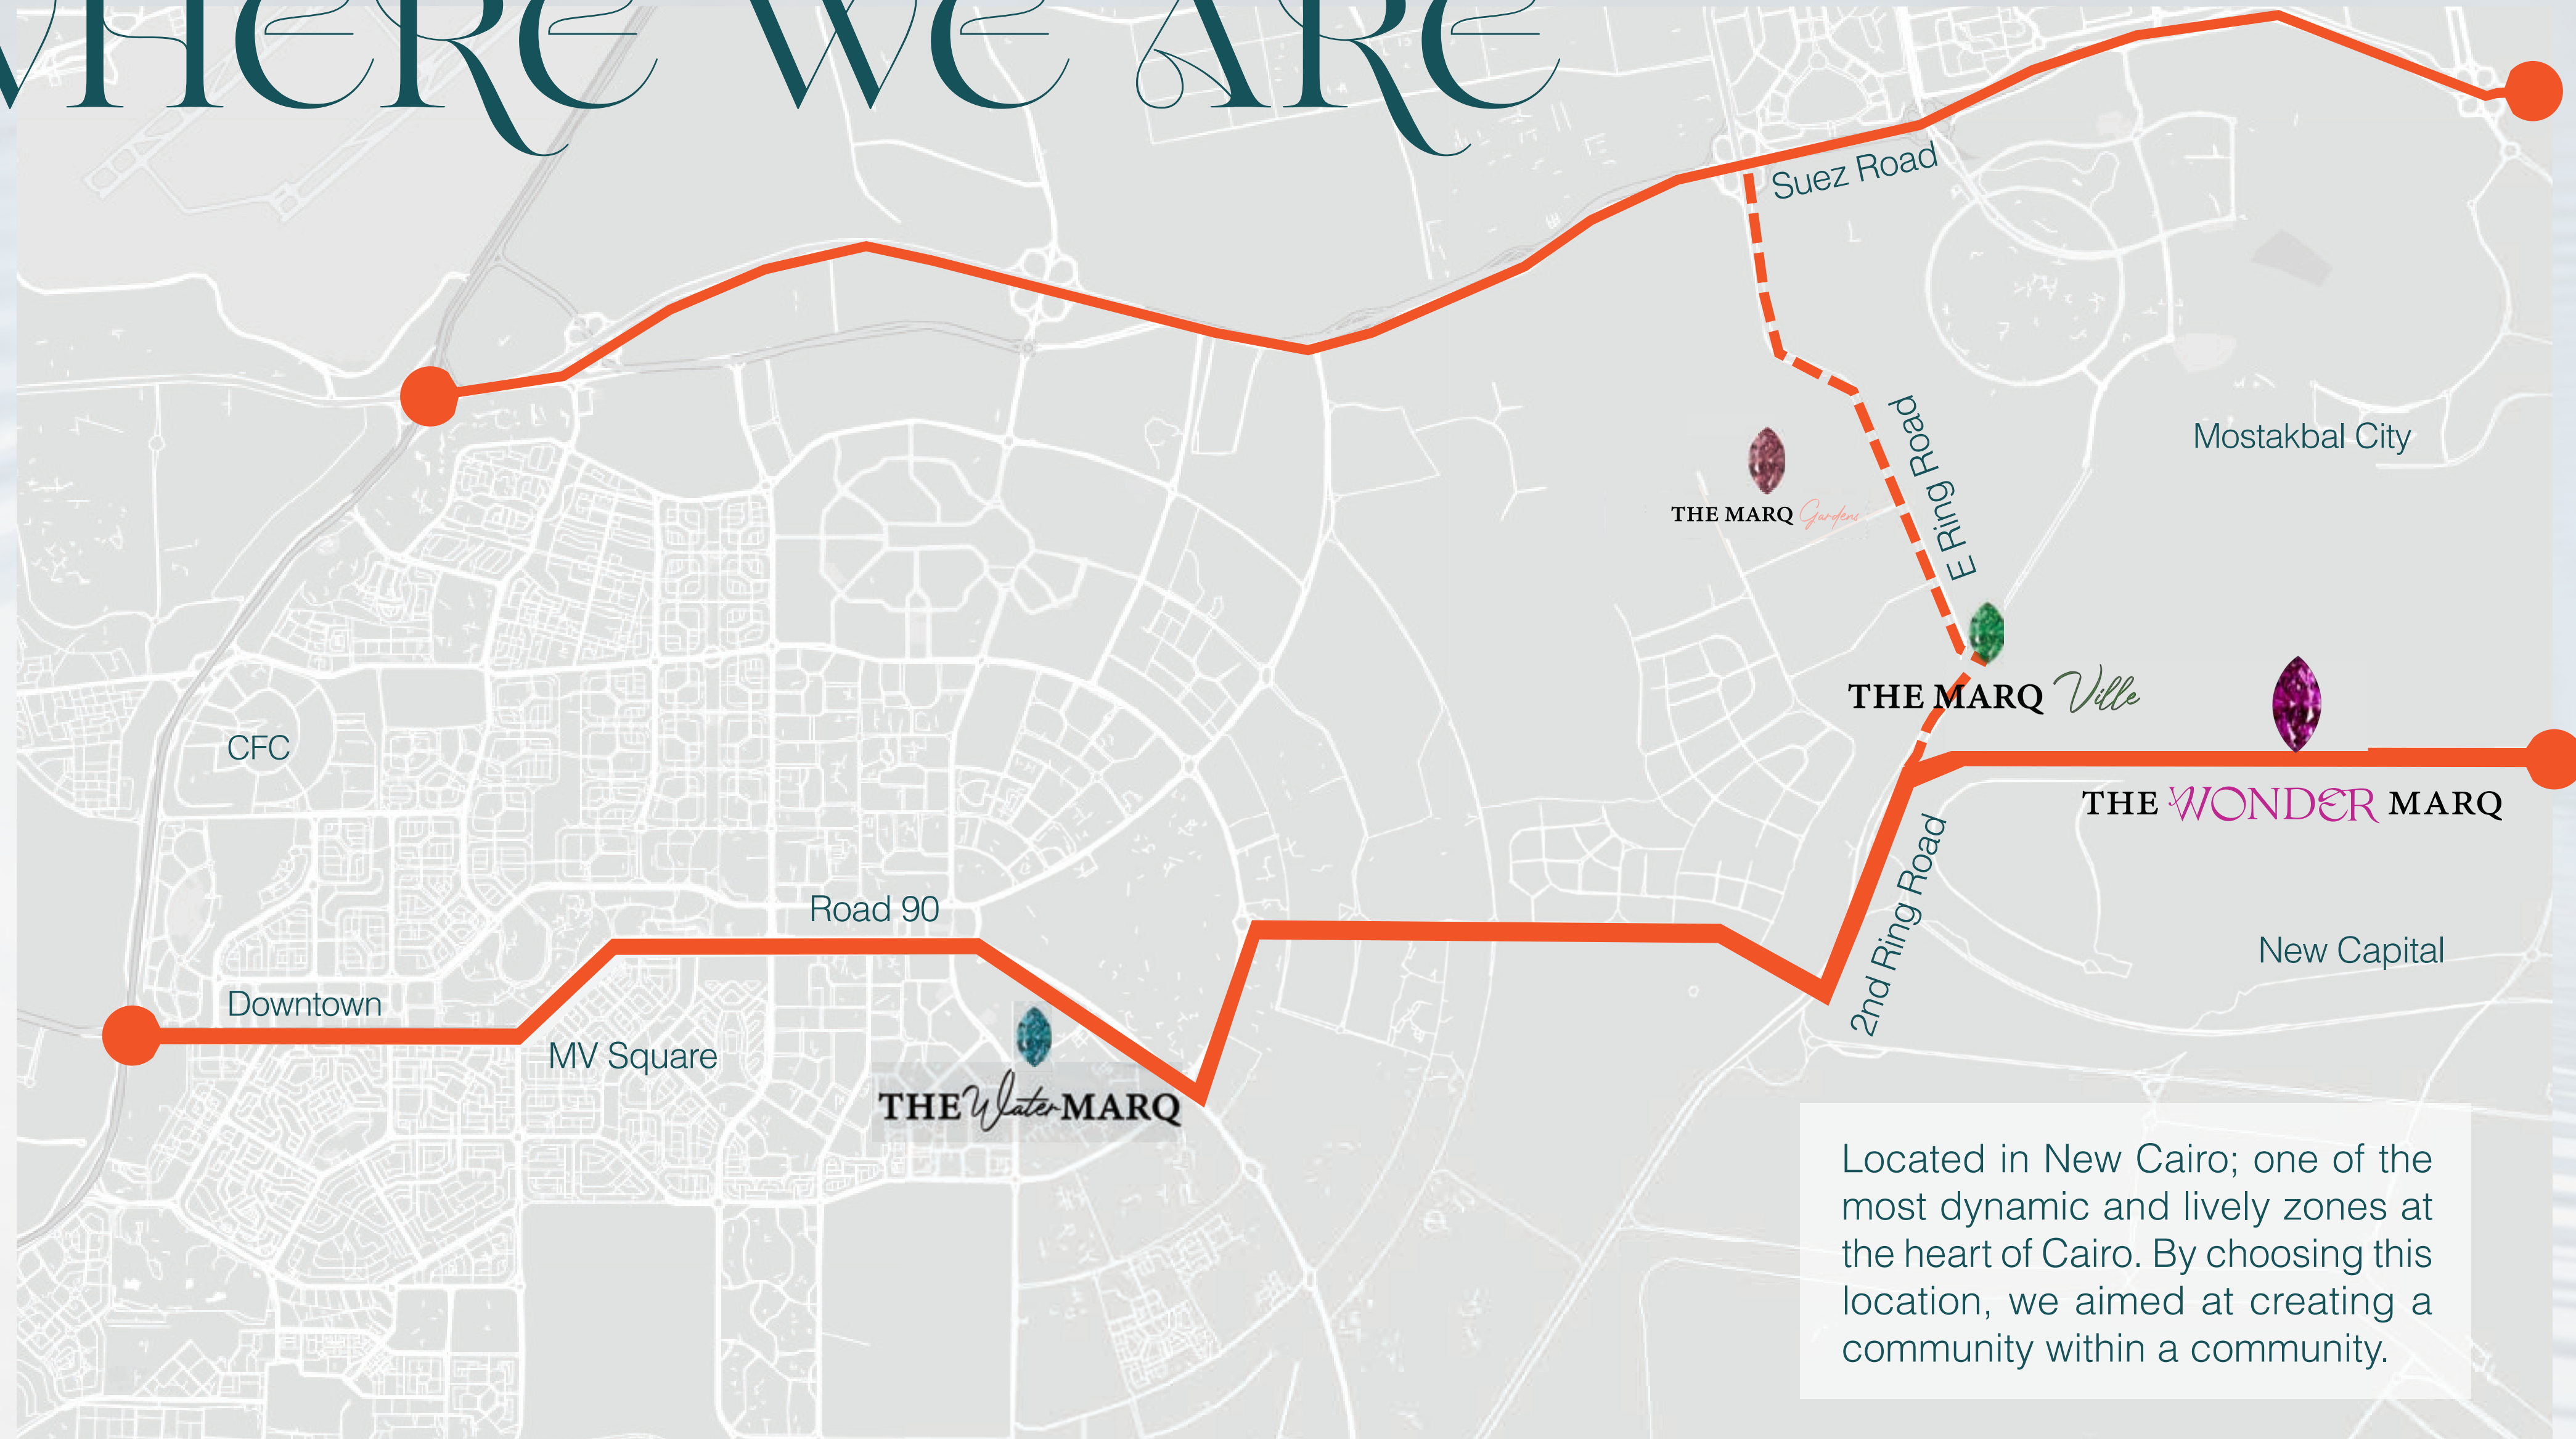 WHERE WE ARE
Suez Road
E Ring Road
Mostakbal City
THE MARQ Gardens
THE MARQ Ville
CFC
THE WONDER MARQ
Road 90
2nd Ring Road
New Capital
Downtown
MV Square
THE Water MARQ
Located in New Cairo; one of the
most dynamic and lively zones at
the heart of Cairo. By choosing this
location, we aimed at creating a
community within a community.